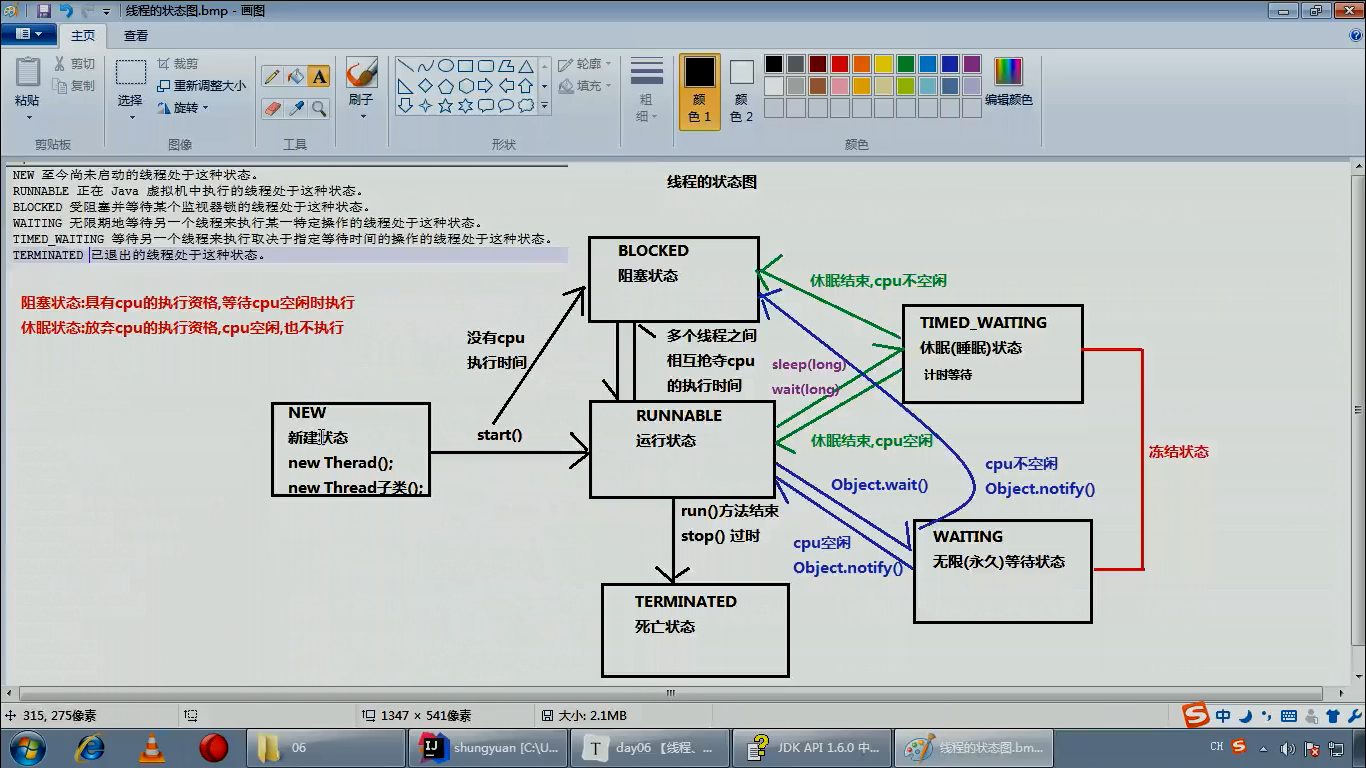 线程的状态图.bmp - 画图
主页
查看
粘贴
剪切
复制
剪贴板
选择
裁剪
重新调整大小
旋转
图像
A
工具
刷子
轮廓
填充
形状
粗
细
颜
色 1
颜
色 2
编辑颜色
颜色
NEW 至今尚未启动的线程处于这种状态。
RUNNABLE 正在 Java 虚拟机中执行的线程处于这种状态。
BLOCKED 受阻塞并等待某个监视器锁的线程处于这种状态。
WAITING 无限期地等待另一个线程来执行某一特定操作的线程处于这种状态。
TIMED_WAITING 等待另一个线程来执行取决于指定等待时间的操作的线程处于这种状态。
TERMINATED 已退出的线程处于这种状态。
阻塞状态:具有cpu的执行资格,等待cpu空闲时执行
休眠状态:放弃cpu的执行资格,cpu空闲,也不执行
线程的状态图
BLOCKED
阻塞状态
休眠结束,cpu不空闲
没有cpu
执行时间
多个线程之间
相互抢夺cpu
的执行时间
TIMED_WAITING
休眠(睡眠)状态
计时等待
sleep(long)
wait(long)
NEW
新建状态
new Therad();
new Thread子类();
start()
RUNNABLE
运行状态
休眠结束,cpu空闲
冻结状态
Object.wait()
cpu不空闲
Object.notify()
run()方法结束
stop() 过时
cpu空闲
Object.notify()
WAITING
无限(永久)等待状态
TERMINATED
死亡状态
315, 275像素
1347 × 541像素
大小: 2.1MB
中
06
shungyuan [C:\U...
day06 【线程、...
JDK API 1.6.0 中...
线程的状态图.bm...
CH